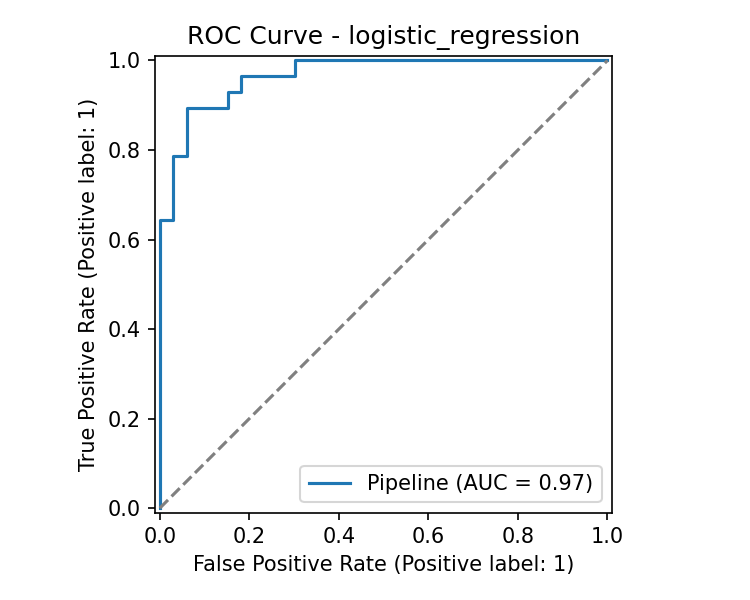 ROC Curve - logistic_regression
True Positive Rate (Positive label: 1)
1.0
0.8
0.6
0.4
0.2
0.0
Pipeline (AUC = 0.97)
0.0 0.2 0.4 0.6 0.8 1.0
False Positive Rate (Positive label: 1)